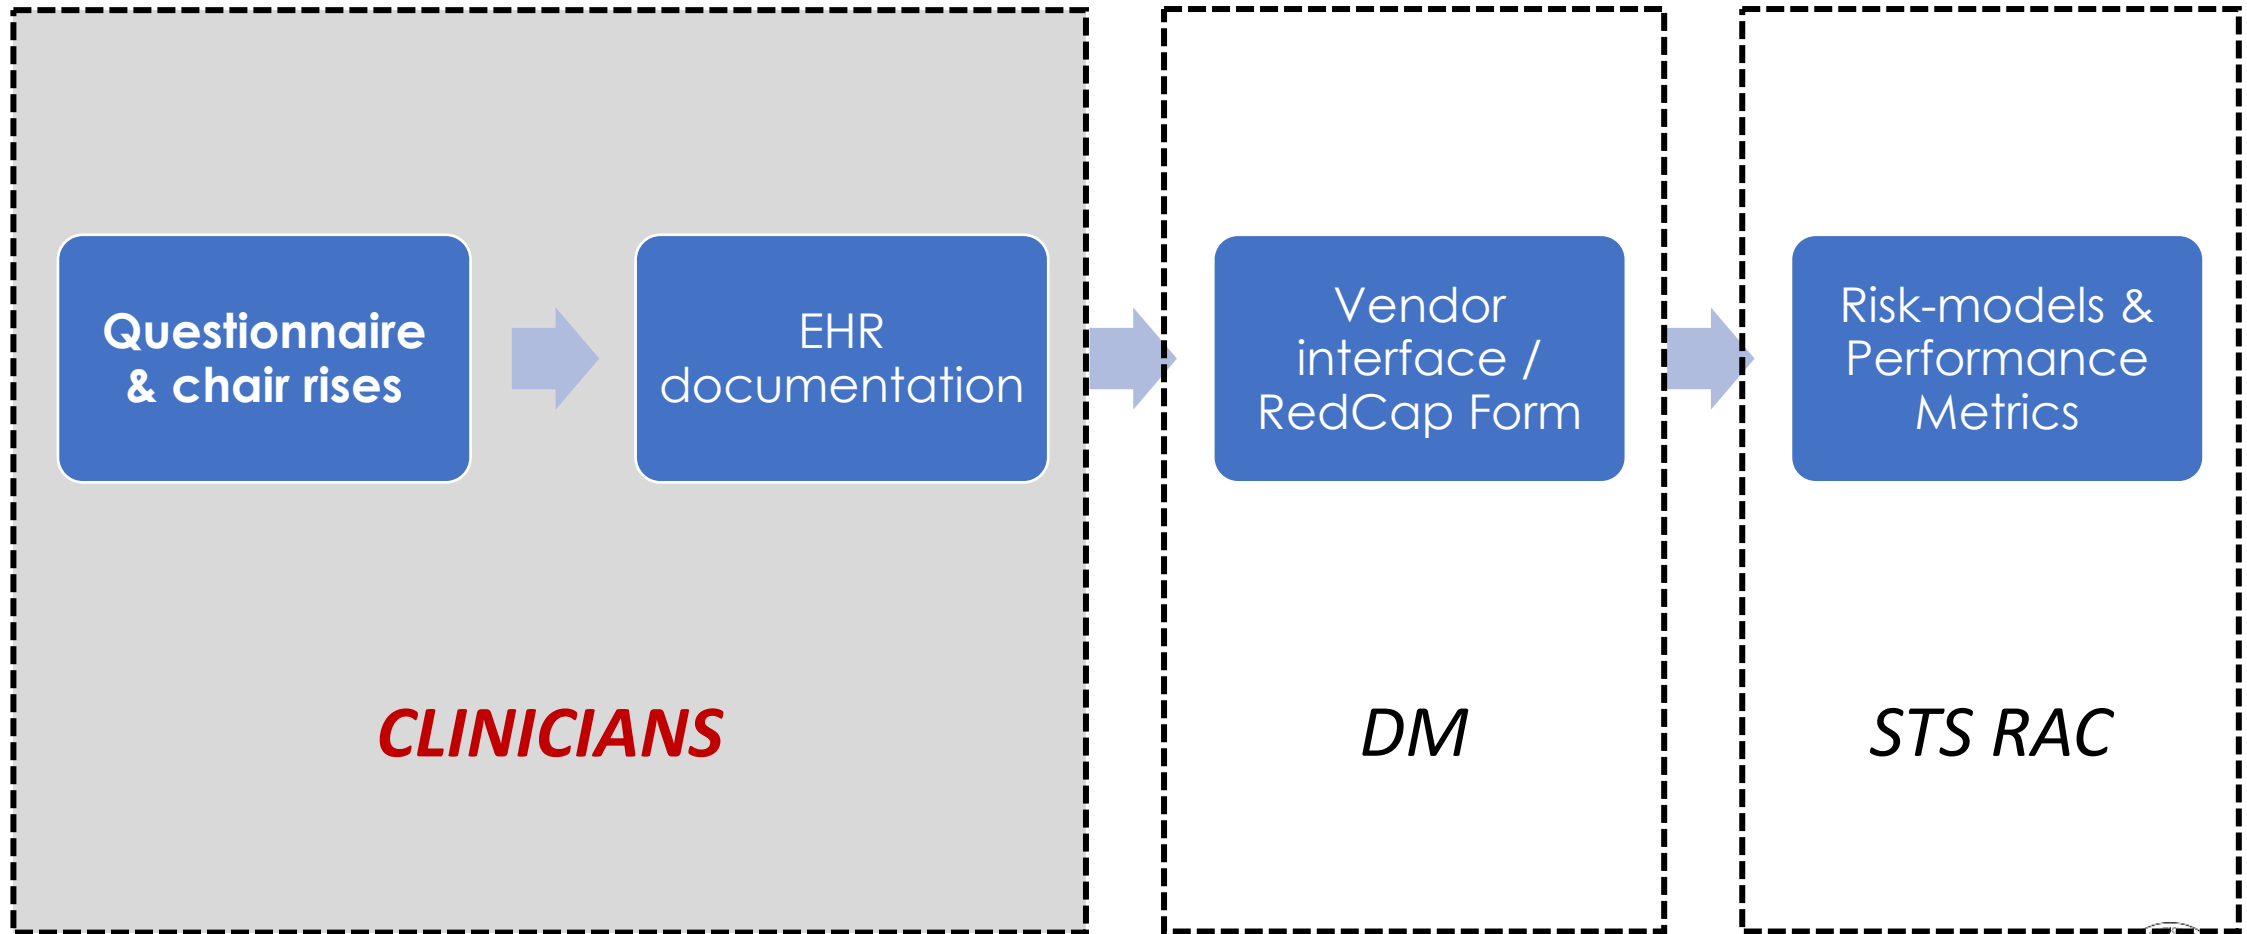 Questionnaire
& chair rises
EHR
documentation
Vendor
interface /
RedCap Form
Risk-models &
Performance
Metrics
CLINICIANS
DM
STS RAC